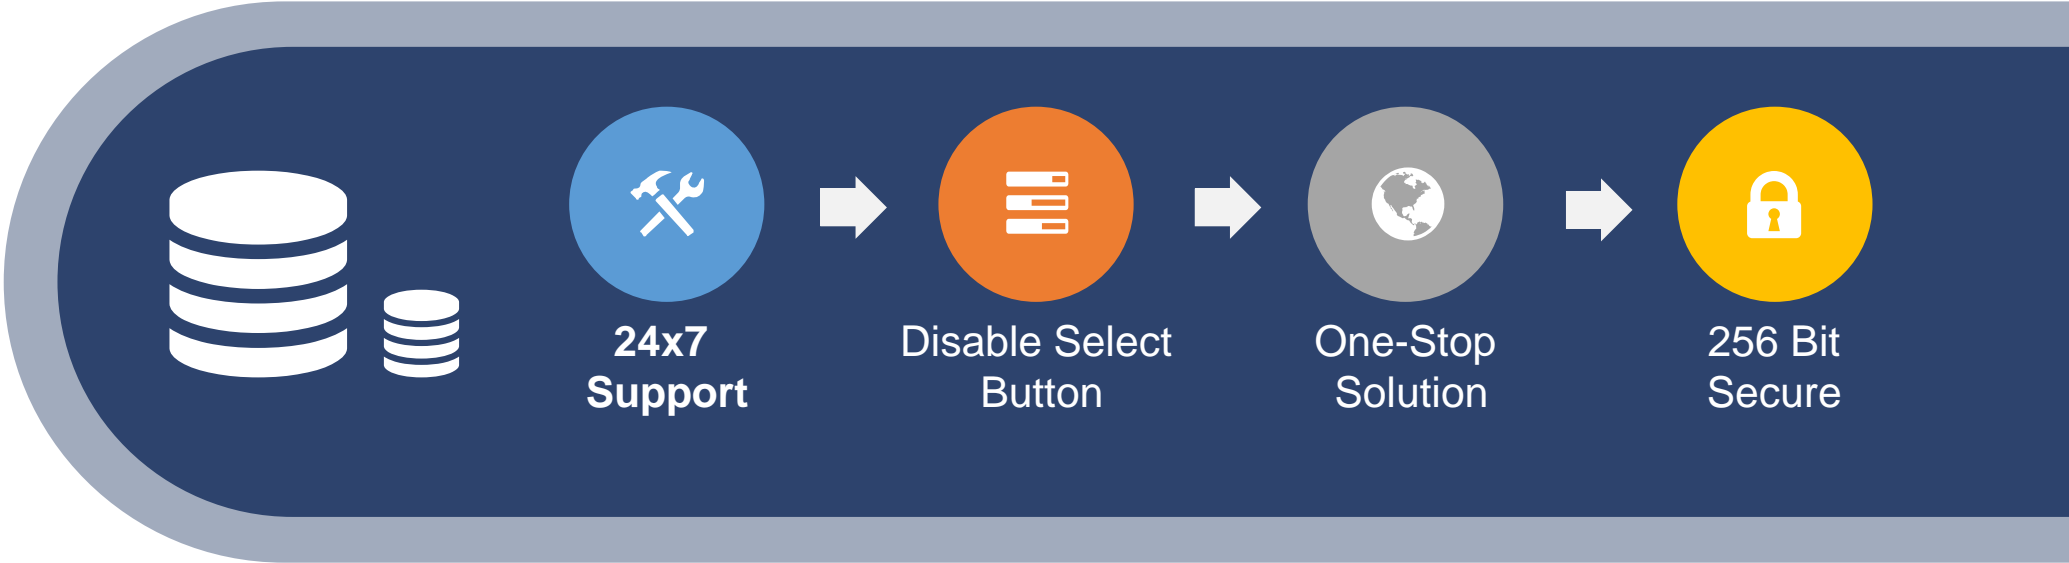 24x7
Support
Disable Select
Button
One-Stop
Solution
256 Bit
Secure